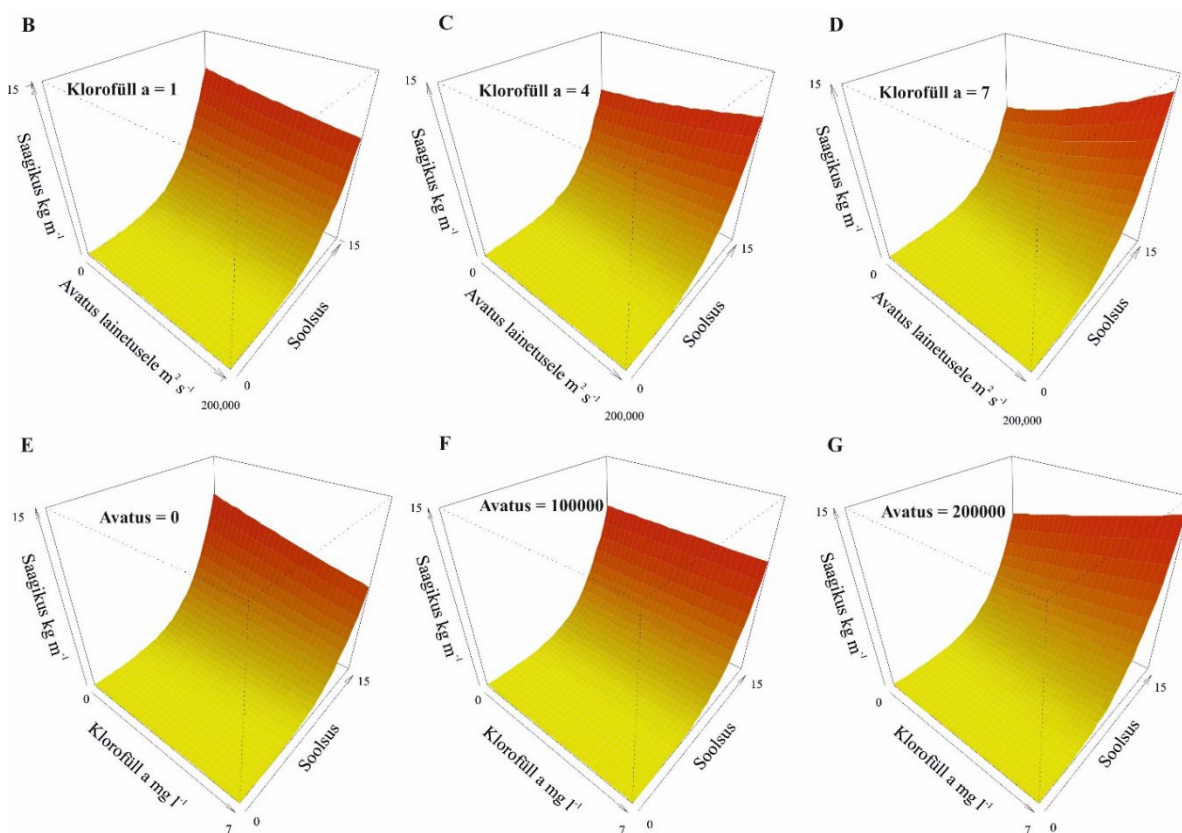 B
Klorofüll a = 1
15
Saagikus kg m⁻¹
0
Avatus lainetusele m² s⁻¹
200,000
Soolsus
15
0
C
Klorofüll a = 4
15
Saagikus kg m⁻¹
0
Avatus lainetusele m² s⁻¹
200,000
Soolsus
15
0
D
Klorofüll a = 7
15
Saagikus kg m⁻¹
0
Avatus lainetusele m² s⁻¹
200,000
Soolsus
15
0
E
Avatus = 0
15
Saagikus kg m⁻¹
0
Klorofüll a mg l⁻¹
7
Soolsus
15
0
F
Avatus = 100000
15
Saagikus kg m⁻¹
0
Klorofüll a mg l⁻¹
7
Soolsus
15
0
G
Avatus = 200000
15
Saagikus kg m⁻¹
0
Klorofüll a mg l⁻¹
7
Soolsus
15
0